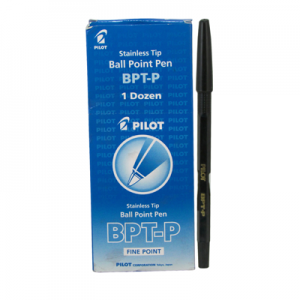 PILOT
Stainless Tip
Ball Point Pen
BPT-P
1 Dozen
PILOT
Stainless Tip
Ball Point Pen
BPT-P
FINE POINT
PILOT CORPORATION
PILOT
BPT-P